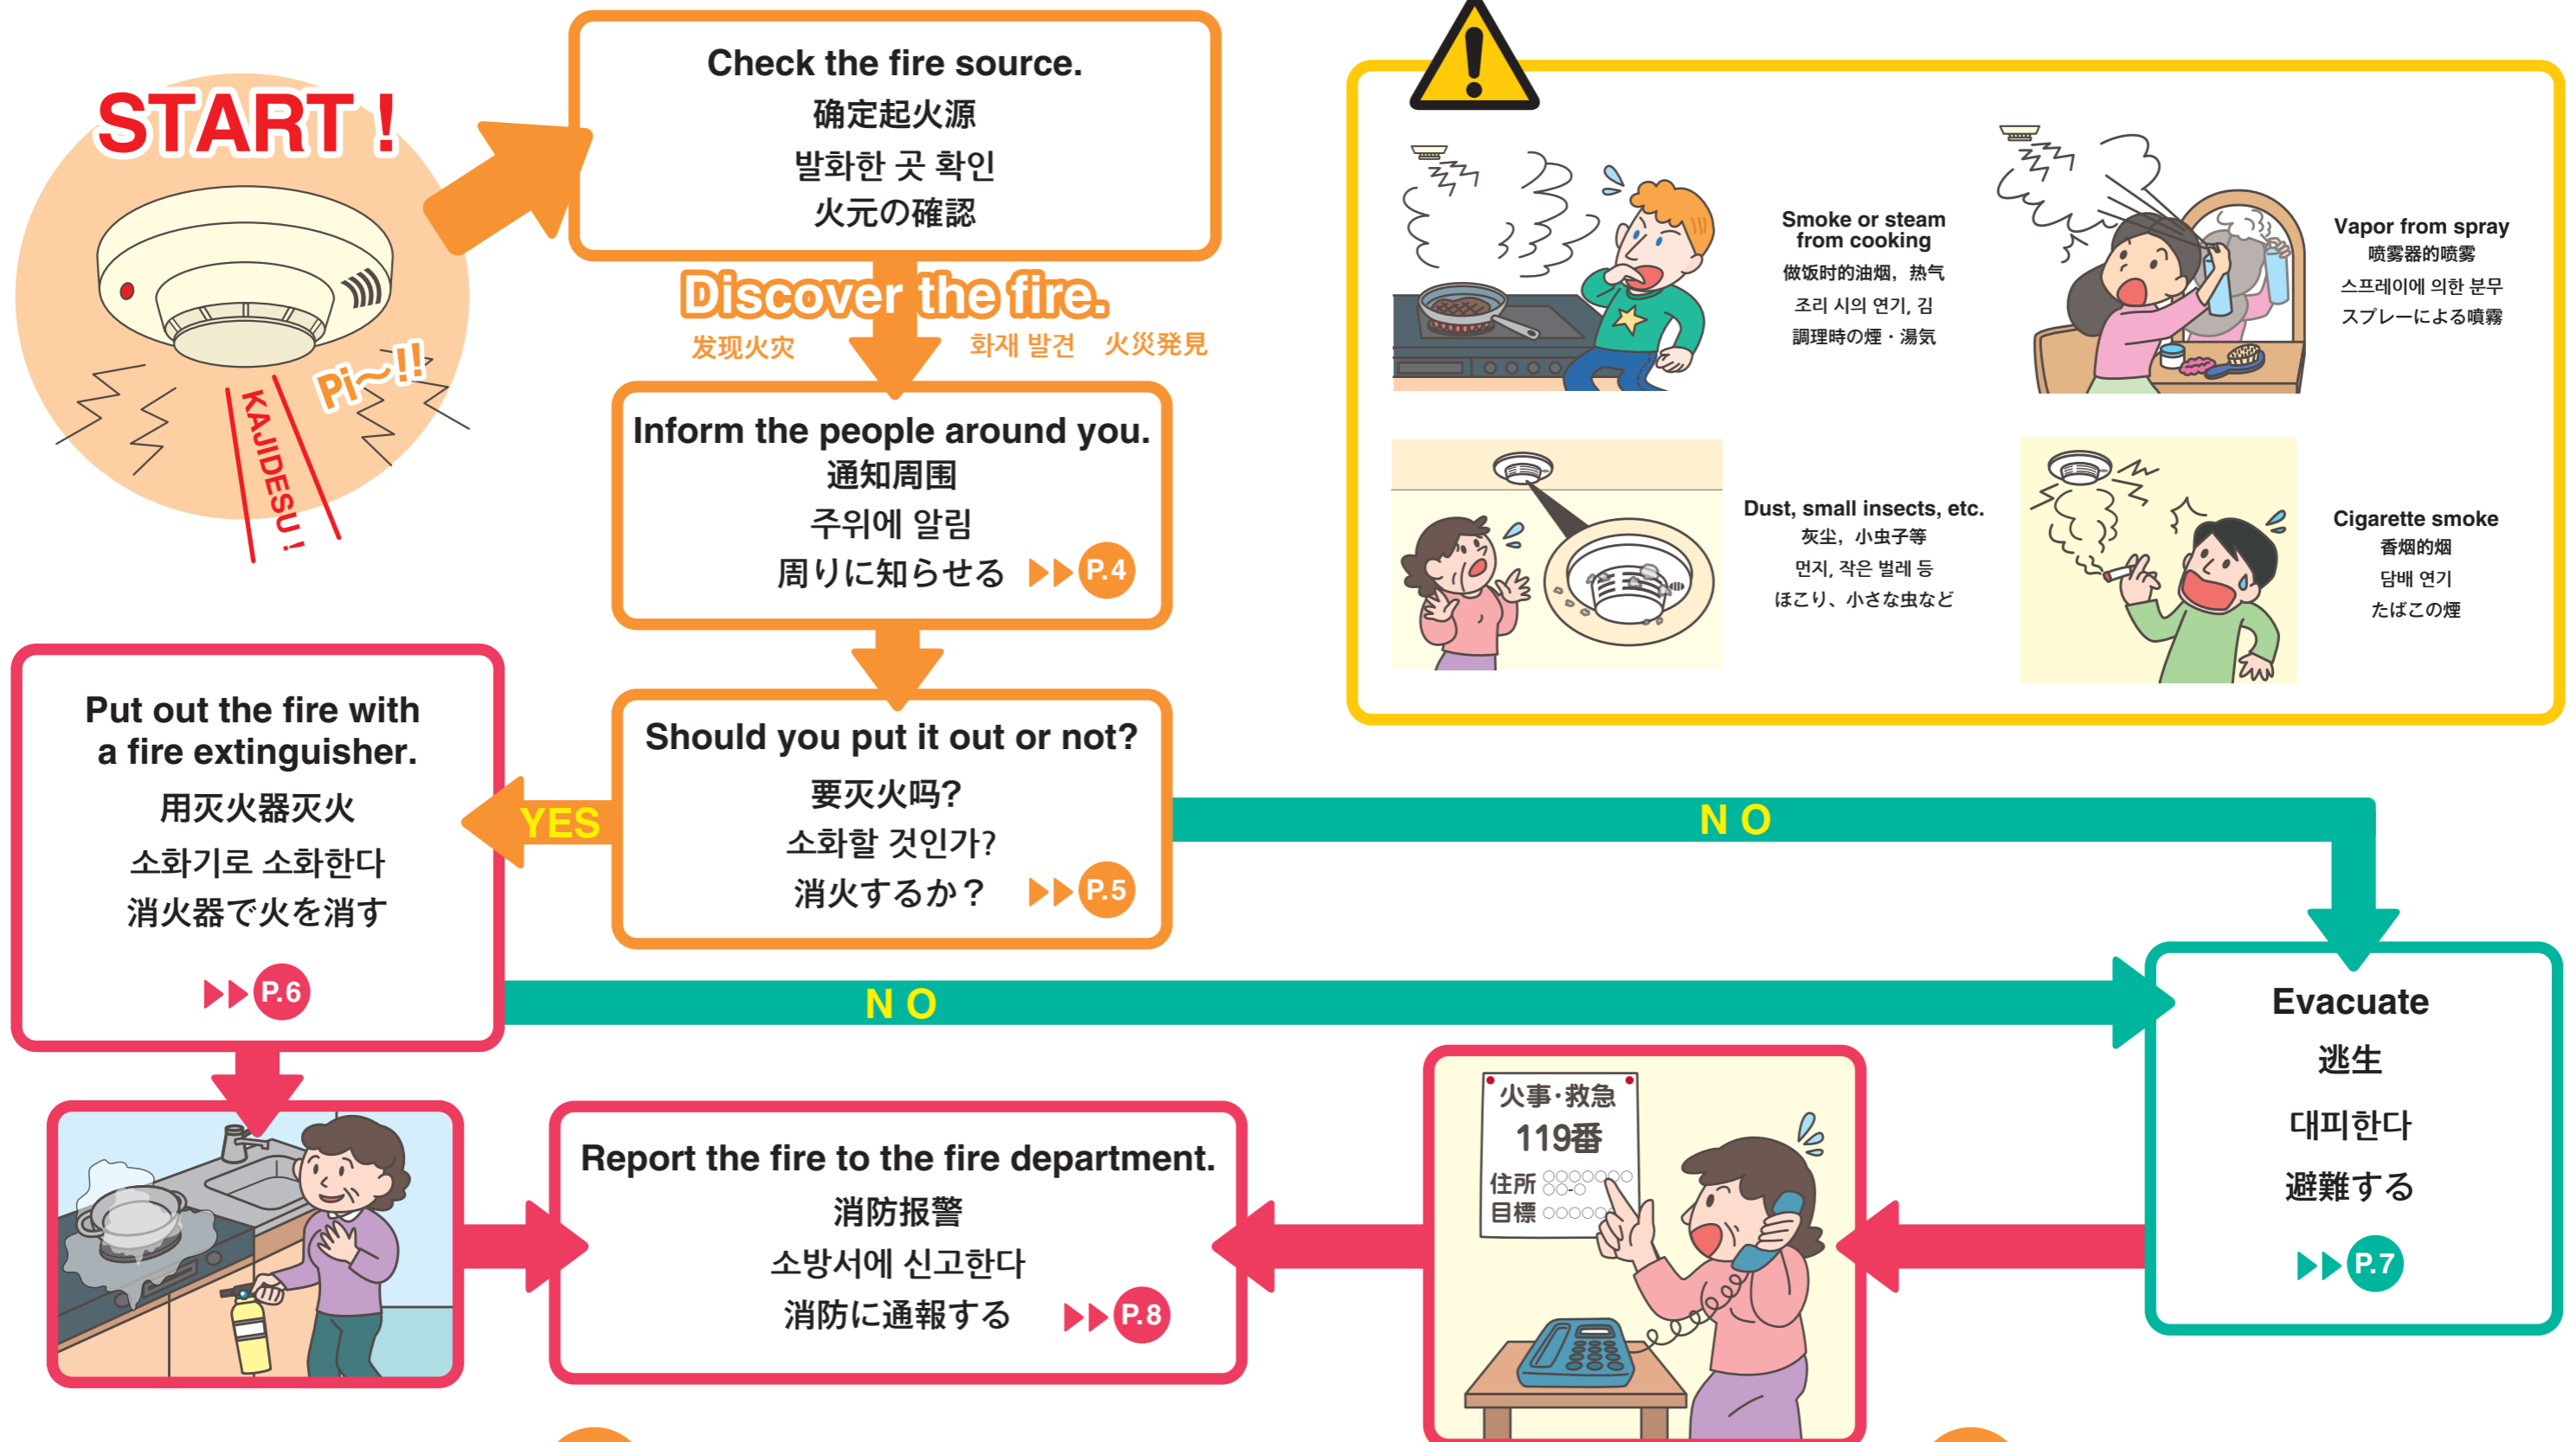 START !
Pi～!!
KAJIDESU !
Check the fire source.
确定起火源
발화한 곳 확인
火元の確認
Discover the fire.
发现火灾
화재 발견
火災発見
Inform the people around you.
通知周围
주위에 알림
周りに知らせる
P.4
Should you put it out or not?
要灭火吗?
소화할 것인가?
消火するか？
P.5
YES
N O
Put out the fire with
a fire extinguisher.
用灭火器灭火
소화기로 소화한다
消火器で火を消す
P.6
N O
Smoke or steam
from cooking
做饭时的油烟，热气
조리 시의 연기, 김
調理時の煙・湯気
Vapor from spray
喷雾器的喷雾
스프레이에 의한 분무
スプレーによる噴霧
Dust, small insects, etc.
灰尘，小虫子等
먼지, 작은 벌레 등
ほこり、小さな虫など
Cigarette smoke
香烟的烟
담배 연기
たばこの煙
Evacuate
逃生
대피한다
避難する
P.7
Report the fire to the fire department.
消防报警
소방서에 신고한다
消防に通報する
P.8
火事･救急
119番
住所 ○○○○○○○
○○-○
目標 ○○○○○